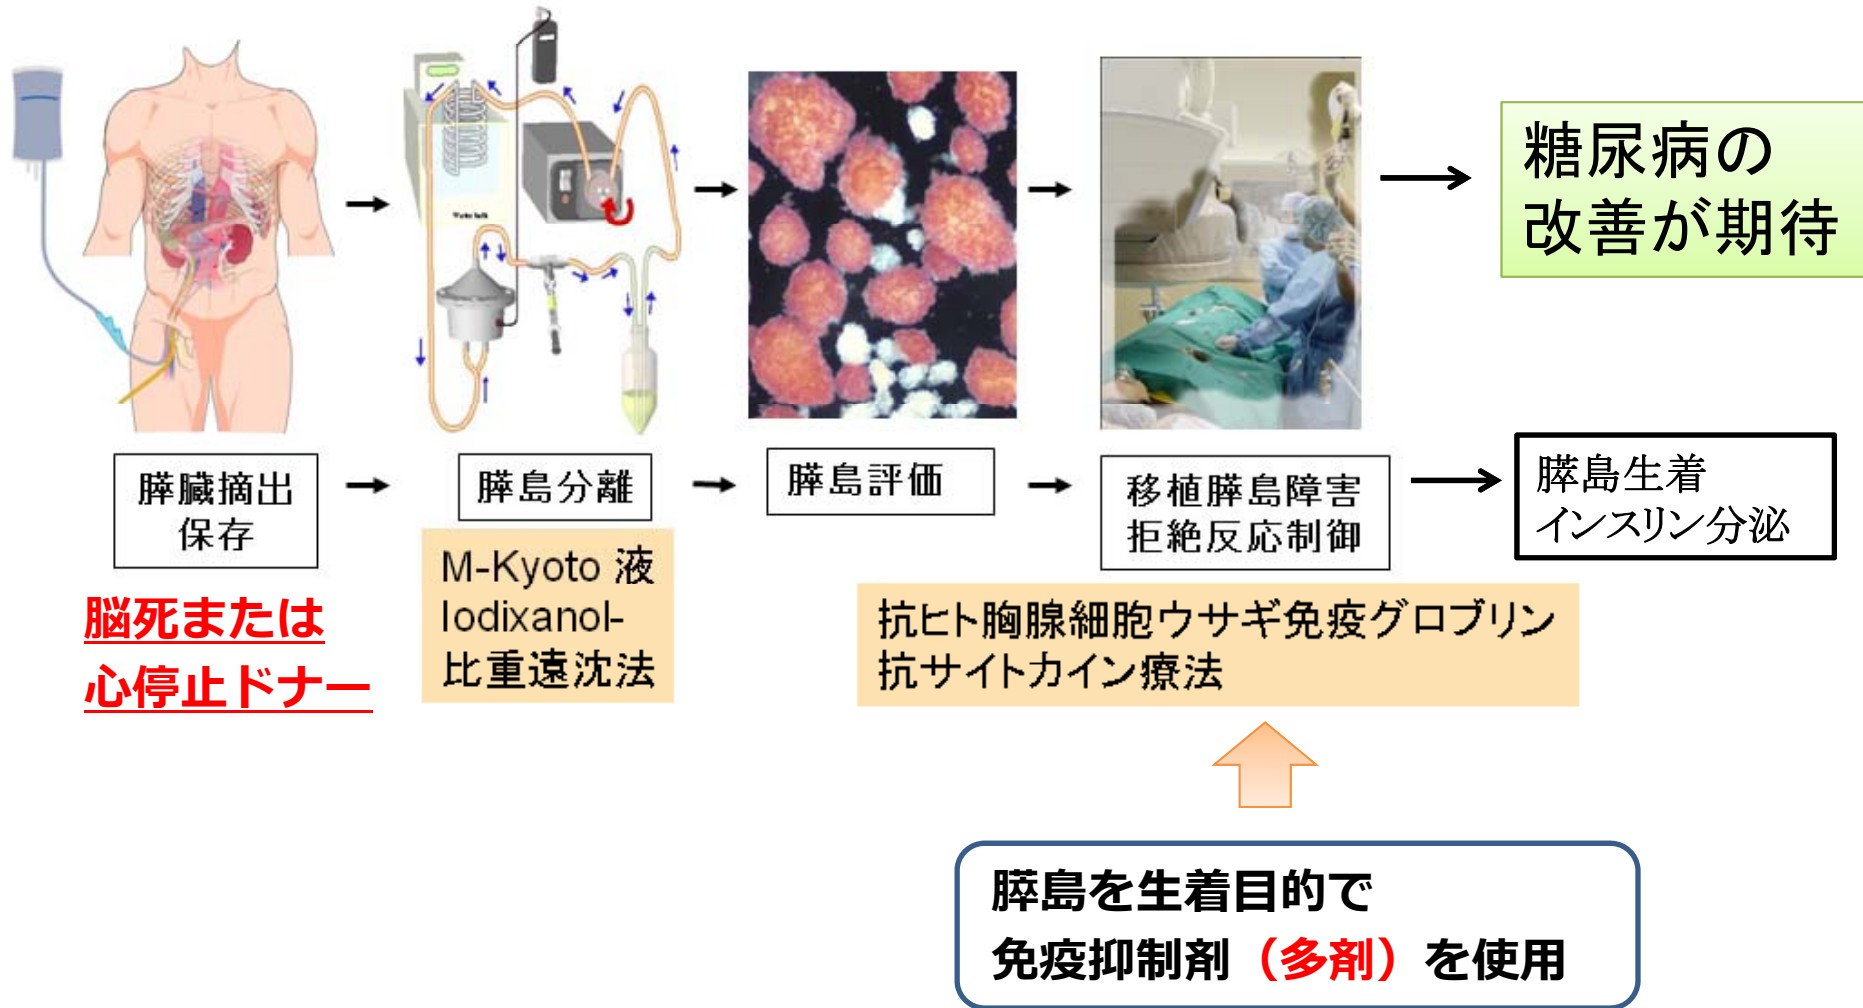 Water bath
糖尿病の
改善が期待
膵臓摘出
保存
膵島分離
膵島評価
移植膵島障害
拒絶反応制御
膵島生着
インスリン分泌
脳死または
心停止ドナー
M-Kyoto 液
Iodixanol-
比重遠沈法
抗ヒト胸腺細胞ウサギ免疫グロブリン
抗サイトカイン療法
膵島を生着目的で
免疫抑制剤（多剤）を使用